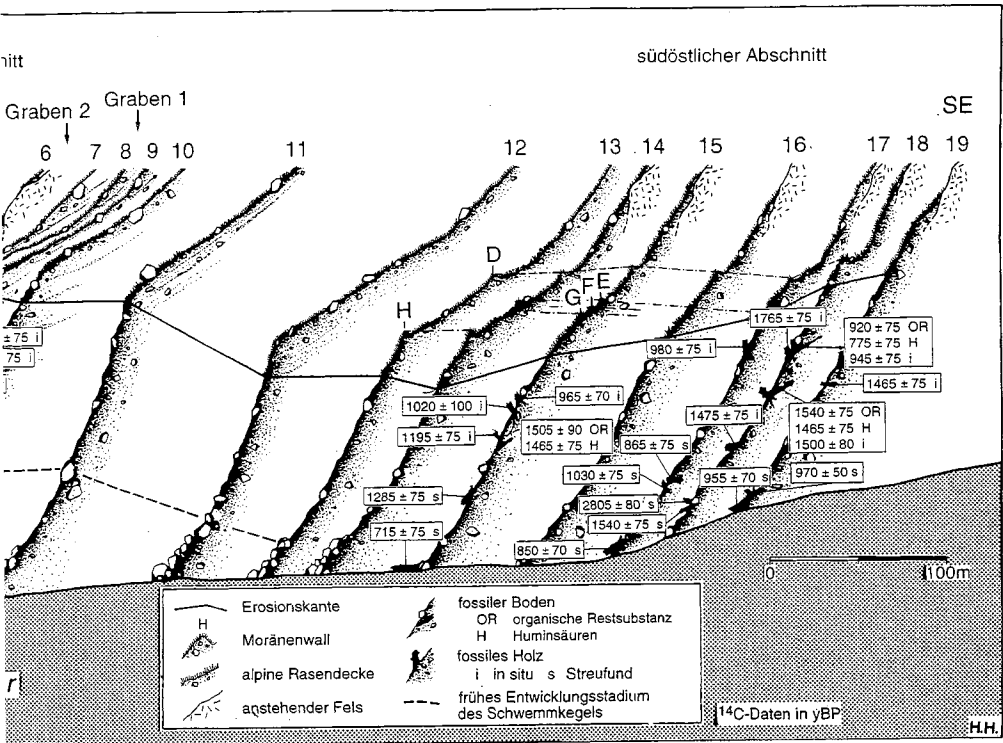 nitt
südöstlicher Abschnitt
Graben 2
Graben 1
SE
6 7 8 9 10 11 12 13 14 15 16 17 18 19
D
H
G F E
± 75 i
75 i
1765 ± 75 i
920 ± 75 OR
775 ± 75 H
945 ± 75 i
980 ± 75 i
1465 ± 75 i
965 ± 70 i
1020 ± 100 i
1505 ± 90 OR
1465 ± 75 H
1475 ± 75 i
1540 ± 75 OR
1465 ± 75 H
1500 ± 80 i
1195 ± 75 i
865 ± 75 s
1030 ± 75 s
955 ± 70 s
970 ± 50 s
1285 ± 75 s
2805 ± 80 s
1540 ± 75 s
715 ± 75 s
850 ± 70 s
0 100m
Erosionskante
H
Moränenwall
alpine Rasendecke
anstehender Fels
fossiler Boden
OR organische Restsubstanz
H Huminsäuren
fossiles Holz
i in situ s Streufund
frühes Entwicklungsstadium
des Schwemmkegels
r
¹⁴C-Daten in yBP
H.H.